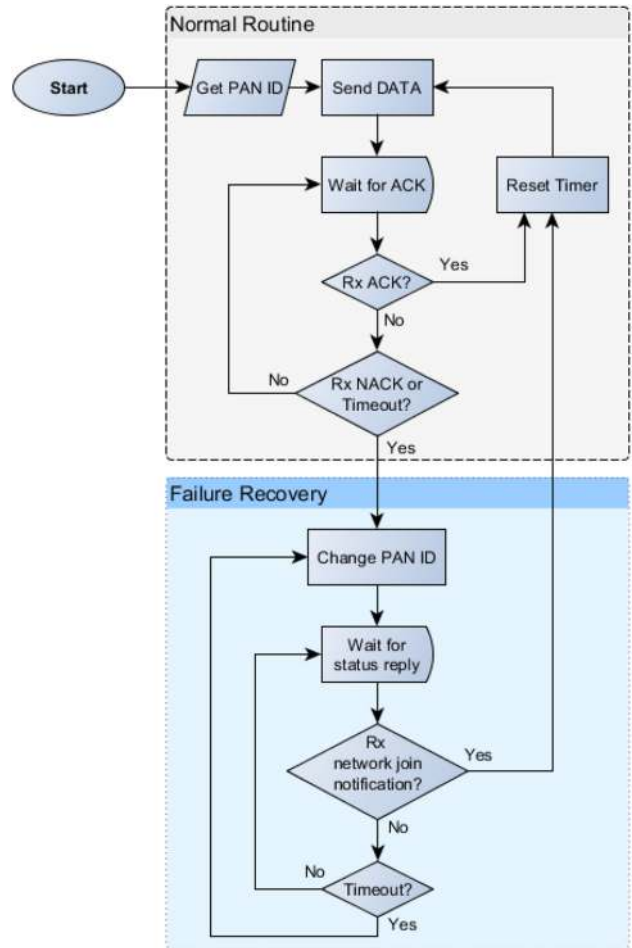 Normal Routine
Start
Get PAN ID
Send DATA
Wait for ACK
Reset Timer
Rx ACK?
Yes
No
Rx NACK or
Timeout?
No
Yes
Failure Recovery
Change PAN ID
Wait for
status reply
Rx
network join
notification?
Yes
No
Timeout?
No
Yes